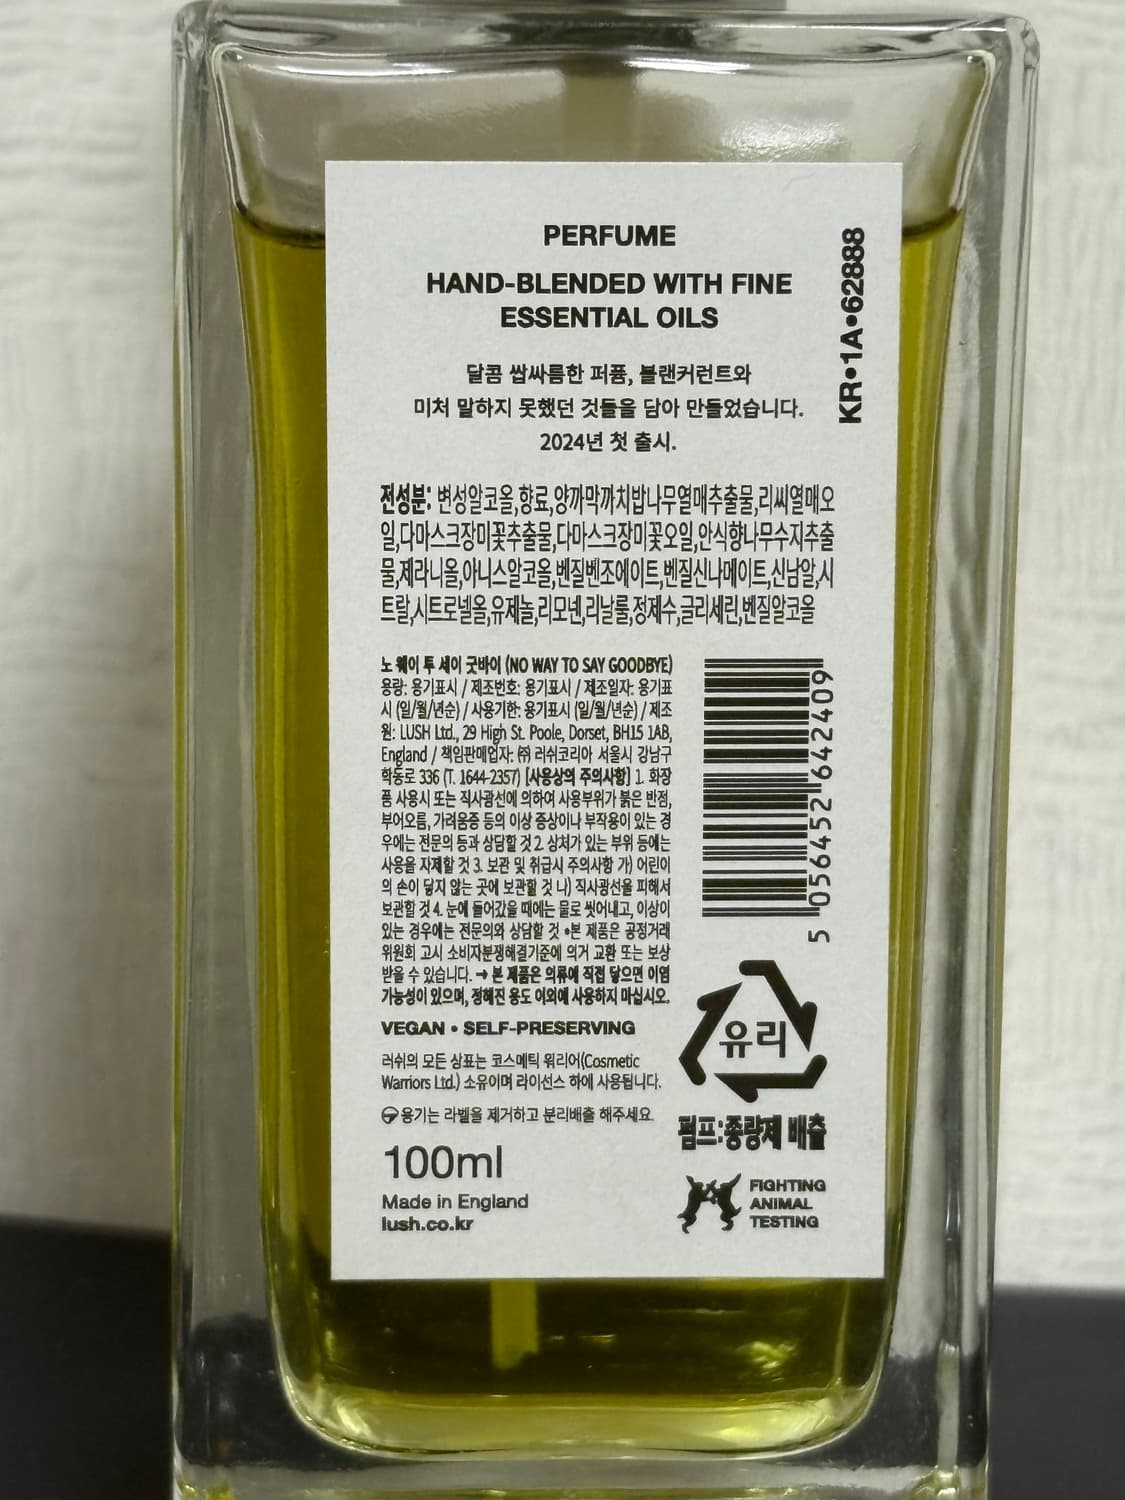 PERFUME
HAND-BLENDED WITH FINE
ESSENTIAL OILS
KR•1A•62888
달콤 쌉싸름한 퍼퓸, 블랜커런트와
미처 말하지 못했던 것들을 담아 만들었습니다.
2024년 첫 출시.
전성분: 변성알코올,향료,양까막까치밥나무열매추출물,리씨열매오
일,다마스크장미꽃추출물,다마스크장미꽃오일,안식향나무수지추출
물,제라니올,아니스알코올,벤질벤조에이트,벤질신나메이트,신남알,시
트랄,시트로넬올,유제놀,리모넨,리날룰,정제수,글리세린,벤질알코올
노 웨이 투 세이 굿바이 (NO WAY TO SAY GOODBYE)
용량: 용기표시 / 제조번호: 용기표시 / 제조일자: 용기표
시 (일/월/년순) / 사용기한: 용기표시 (일/월/년순) / 제조
원: LUSH Ltd., 29 High St. Poole, Dorset, BH15 1AB,
England / 책임판매업자: ㈜ 러쉬코리아 서울시 강남구
학동로 336 (T. 1644-2357) [사용상의 주의사항] 1. 화장
품 사용시 또는 직사광선에 의하여 사용부위가 붉은 반점,
부어오름, 가려움증 등의 이상 증상이나 부작용이 있는 경
우에는 전문의 등과 상담할 것 2. 상처가 있는 부위 등에는
사용을 자제할 것 3. 보관 및 취급시 주의사항 가) 어린이
의 손이 닿지 않는 곳에 보관할 것 나) 직사광선을 피해서
보관할 것 4. 눈에 들어갔을 때에는 물로 씻어내고, 이상이
있는 경우에는 전문의와 상담할 것 •본 제품은 공정거래
위원회 고시 소비자분쟁해결기준에 의거 교환 또는 보상
받을 수 있습니다. → 본 제품은 의류에 직접 닿으면 이염
가능성이 있으며, 정해진 용도 이외에 사용하지 마십시오.
5 056452 642409
VEGAN • SELF-PRESERVING
러쉬의 모든 상표는 코스메틱 워리어(Cosmetic
Warriors Ltd.) 소유이며 라이선스 하에 사용됩니다.
용기는 라벨을 제거하고 분리배출 해주세요.
100ml
Made in England
lush.co.kr
유리
펌프:종량제 배출
FIGHTING
ANIMAL
TESTING